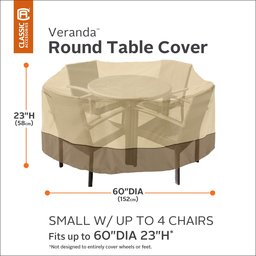 CLASSIC
ACCESSORIES
Veranda™
Round Table Cover
23"H
(58cm)
60"DIA
(152cm)
SMALL W/ UP TO 4 CHAIRS
Fits up to 60"DIA 23"H*
*Not designed to entirely cover wheels or feet.